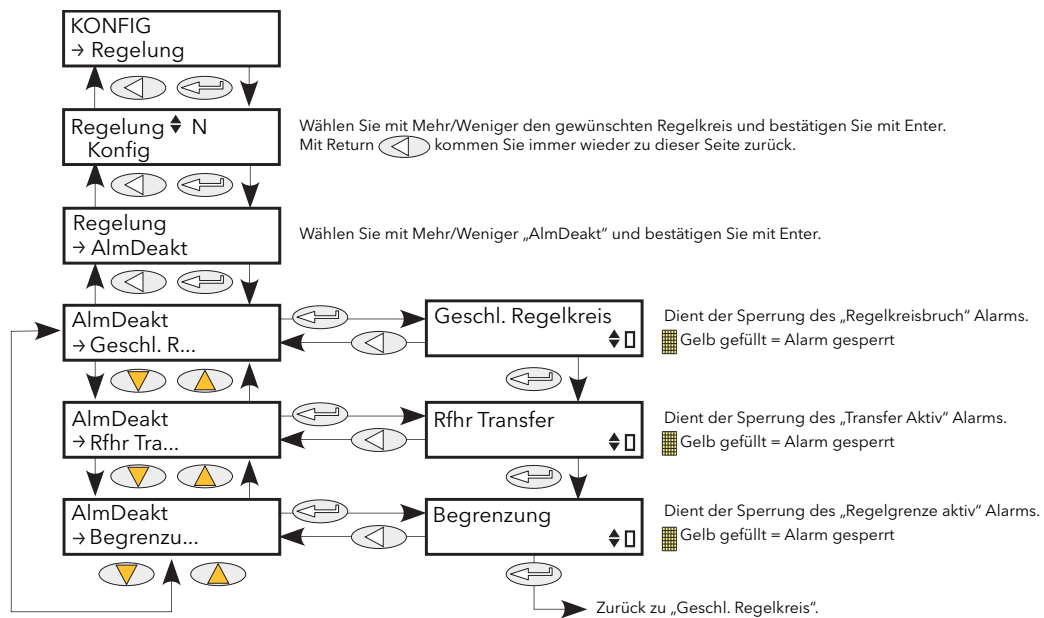 KONFIG
→ Regelung
Regelung N
Konfig
Wählen Sie mit Mehr/Weniger den gewünschten Regelkreis und bestätigen Sie mit Enter.
Mit Return kommen Sie immer wieder zu dieser Seite zurück.
Regelung
→ AlmDeakt
Wählen Sie mit Mehr/Weniger „AlmDeakt“ und bestätigen Sie mit Enter.
AlmDeakt
→ Geschl. R...
Geschl. Regelkreis
Dient der Sperrung des „Regelkreisbruch“ Alarms.
Gelb gefüllt = Alarm gesperrt
AlmDeakt
→ Rfhr Tra...
Rfhr Transfer
Dient der Sperrung des „Transfer Aktiv“ Alarms.
Gelb gefüllt = Alarm gesperrt
AlmDeakt
→ Begrenzu...
Begrenzung
Dient der Sperrung des „Regelgrenze aktiv“ Alarms.
Gelb gefüllt = Alarm gesperrt
Zurück zu „Geschl. Regelkreis“.